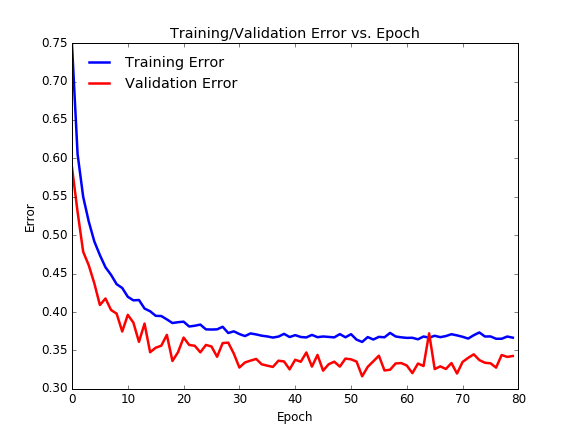 Training/Validation Error vs. Epoch
Training Error
Validation Error
0.75
0.70
0.65
0.60
0.55
0.50
0.45
0.40
0.35
0.30
Error
0 10 20 30 40 50 60 70 80
Epoch